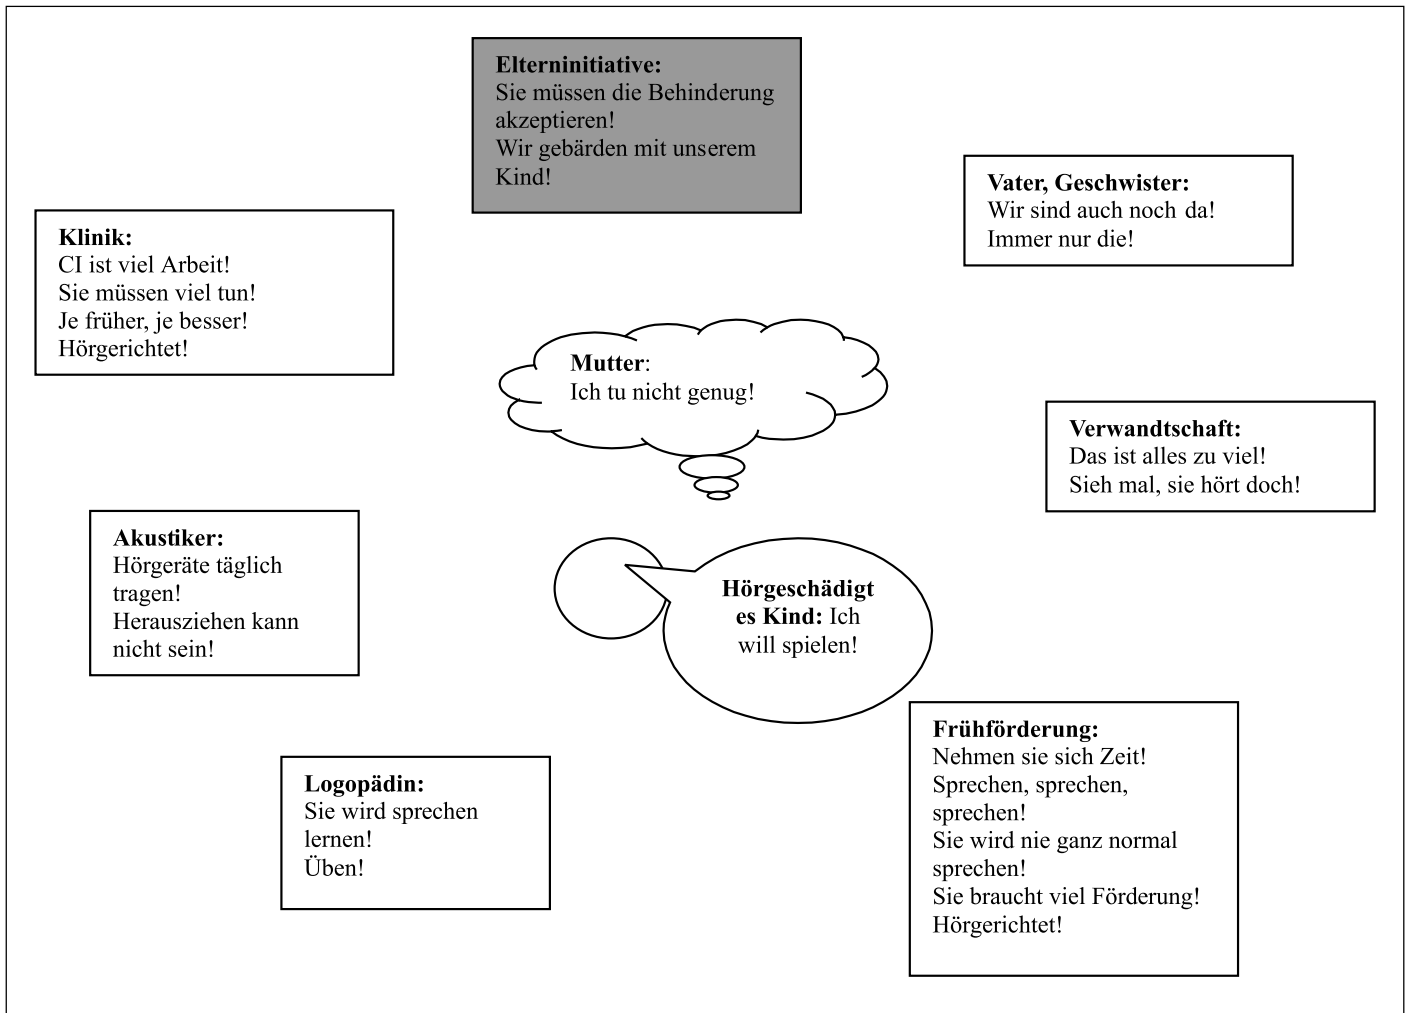 Elterninitiative:
Sie müssen die Behinderung
akzeptieren!
Wir gebärden mit unserem
Kind!
Vater, Geschwister:
Wir sind auch noch da!
Immer nur die!
Klinik:
CI ist viel Arbeit!
Sie müssen viel tun!
Je früher, je besser!
Hörgerichtet!
Mutter:
Ich tu nicht genug!
Verwandtschaft:
Das ist alles zu viel!
Sieh mal, sie hört doch!
Akustiker:
Hörgeräte täglich
tragen!
Herausziehen kann
nicht sein!
Hörgeschädigt
es Kind: Ich
will spielen!
Logopädin:
Sie wird sprechen
lernen!
Üben!
Frühförderung:
Nehmen sie sich Zeit!
Sprechen, sprechen,
sprechen!
Sie wird nie ganz normal
sprechen!
Sie braucht viel Förderung!
Hörgerichtet!